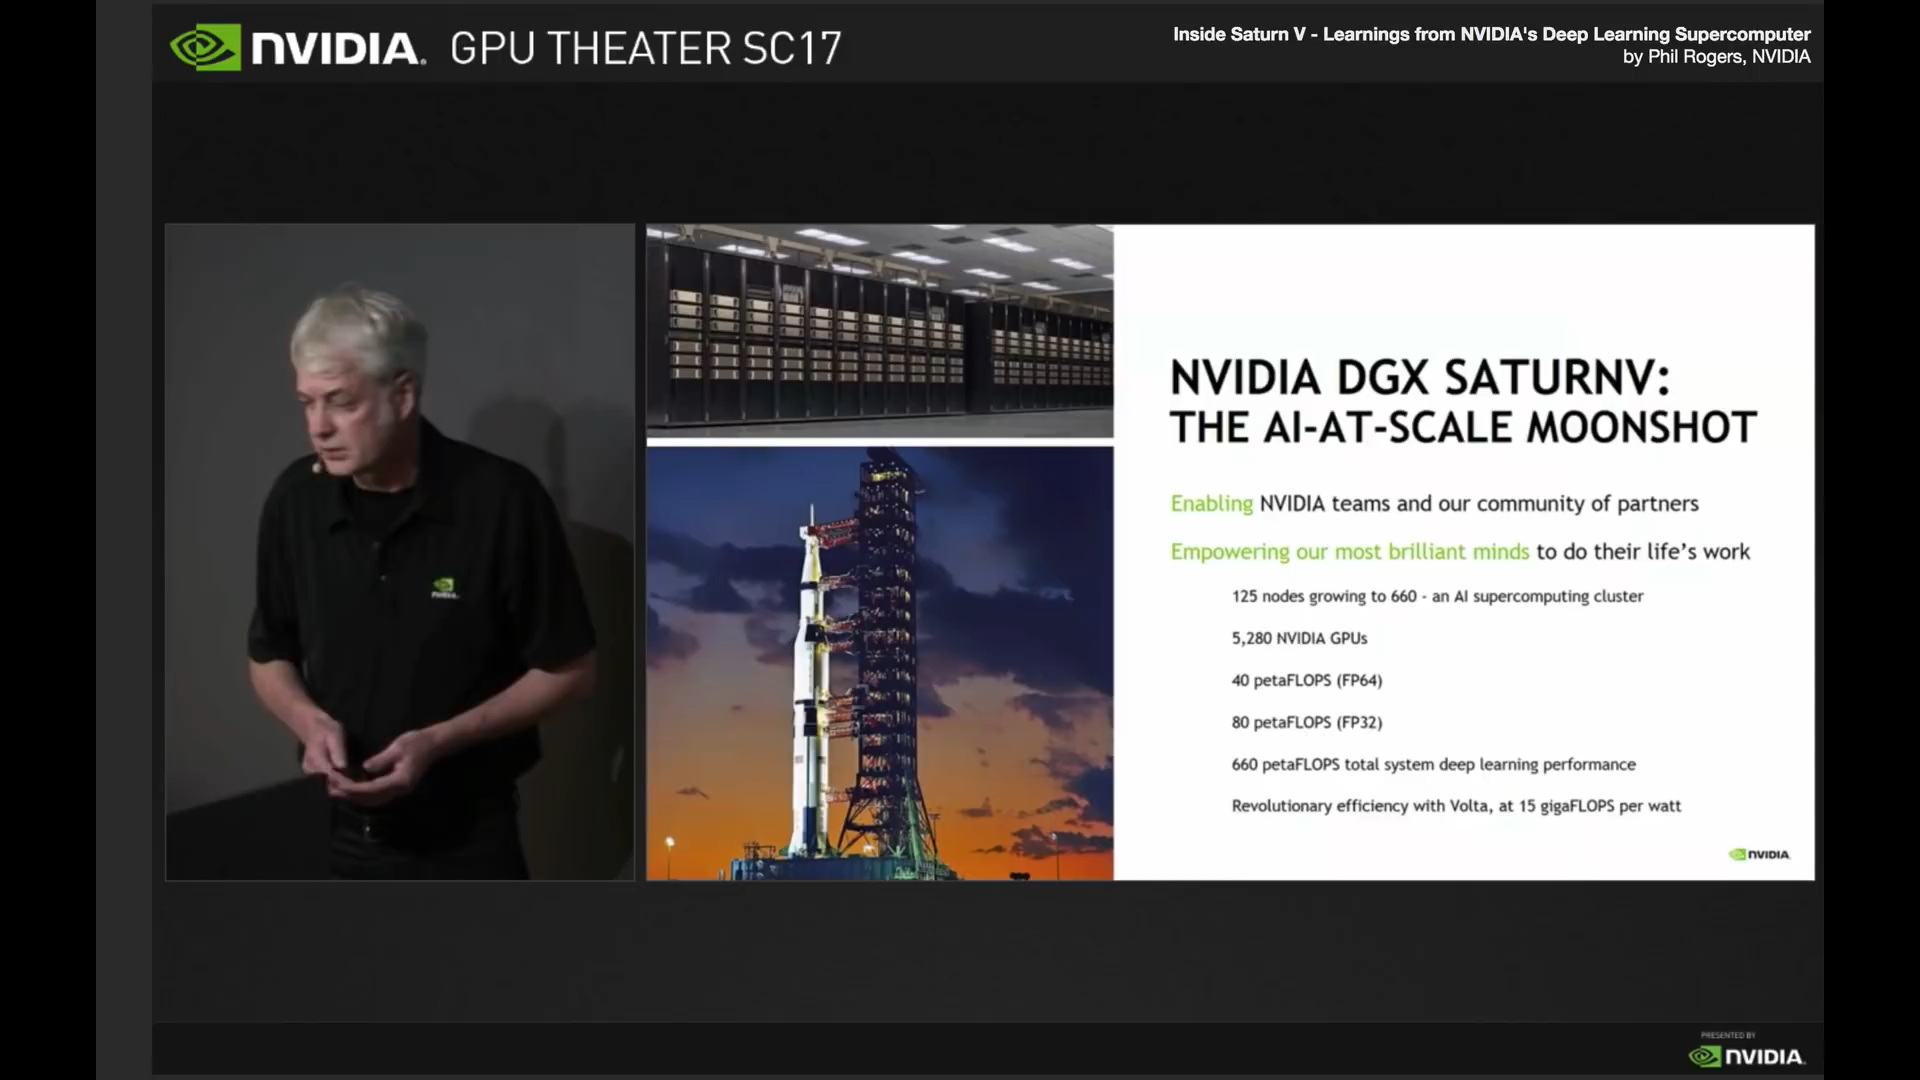 NVIDIA. GPU THEATER SC17
Inside Saturn V - Learnings from NVIDIA's Deep Learning Supercomputer
by Phil Rogers, NVIDIA
NVIDIA.
NVIDIA DGX SATURNV:
THE AI-AT-SCALE MOONSHOT
Enabling NVIDIA teams and our community of partners
Empowering our most brilliant minds to do their life's work
125 nodes growing to 660 - an AI supercomputing cluster
5,280 NVIDIA GPUs
40 petaFLOPS (FP64)
80 petaFLOPS (FP32)
660 petaFLOPS total system deep learning performance
Revolutionary efficiency with Volta, at 15 gigaFLOPS per watt
NVIDIA.
PRESENTED BY
NVIDIA.